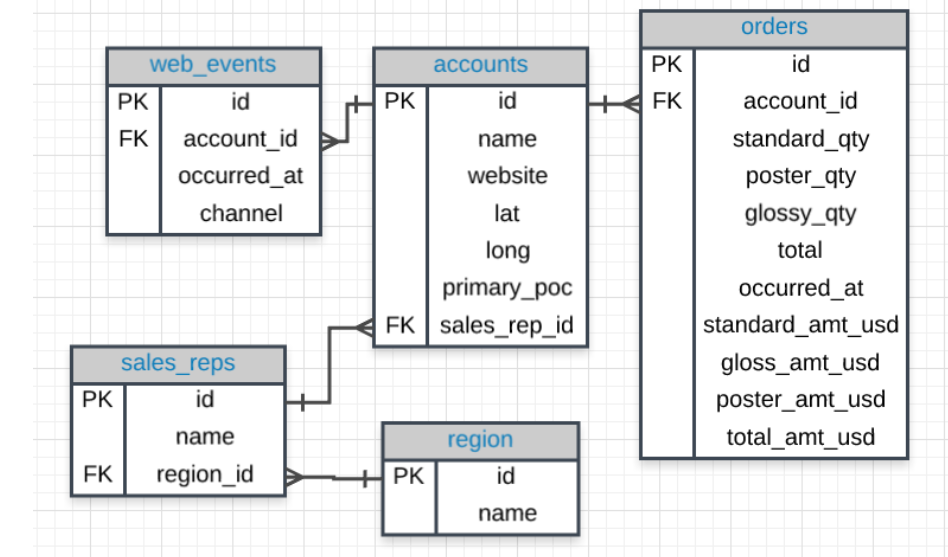 web_events
PK id
FK account_id
occurred_at
channel
accounts
PK id
name
website
lat
long
primary_poc
FK sales_rep_id
orders
PK id
FK account_id
standard_qty
poster_qty
glossy_qty
total
occurred_at
standard_amt_usd
gloss_amt_usd
poster_amt_usd
total_amt_usd
sales_reps
PK id
name
FK region_id
region
PK id
name